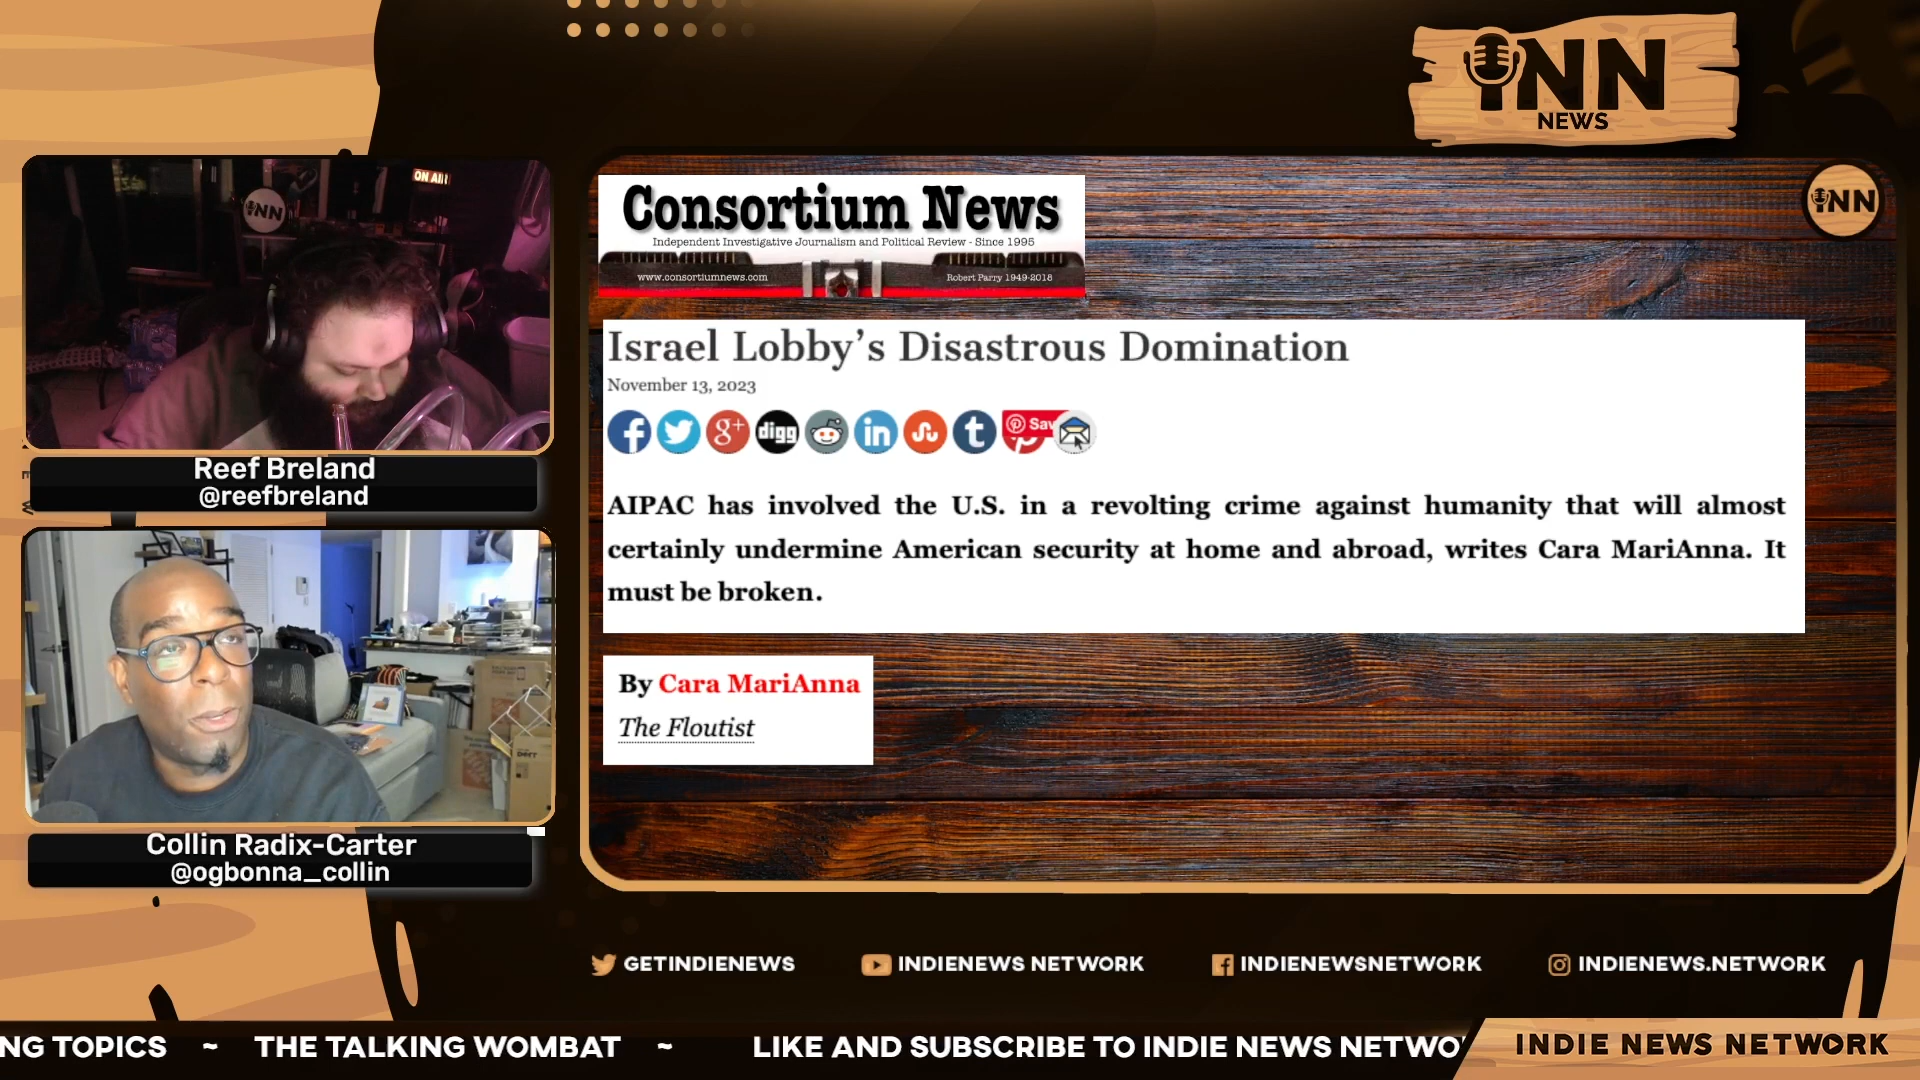 iNN
NEWS
ON AIR
iNN
Reef Breland
@reefbreland
Collin Radix-Carter
@ogbonna_collin
iNN
Consortium News
Independent Investigative Journalism and Political Review - Since 1995
www.consortiumnews.com
Robert Parry 1949-2018
Israel Lobby's Disastrous Domination
November 13, 2023
digg
Sav
AIPAC has involved the U.S. in a revolting crime against humanity that will almost
certainly undermine American security at home and abroad, writes Cara MariAnna. It
must be broken.
By Cara MariAnna
The Floutist
GETINDIENEWS
INDIENEWS NETWORK
INDIENEWSNETWORK
INDIENEWS.NETWORK
NG TOPICS ~ THE TALKING WOMBAT ~ LIKE AND SUBSCRIBE TO INDIE NEWS NETWO
INDIE NEWS NETWORK